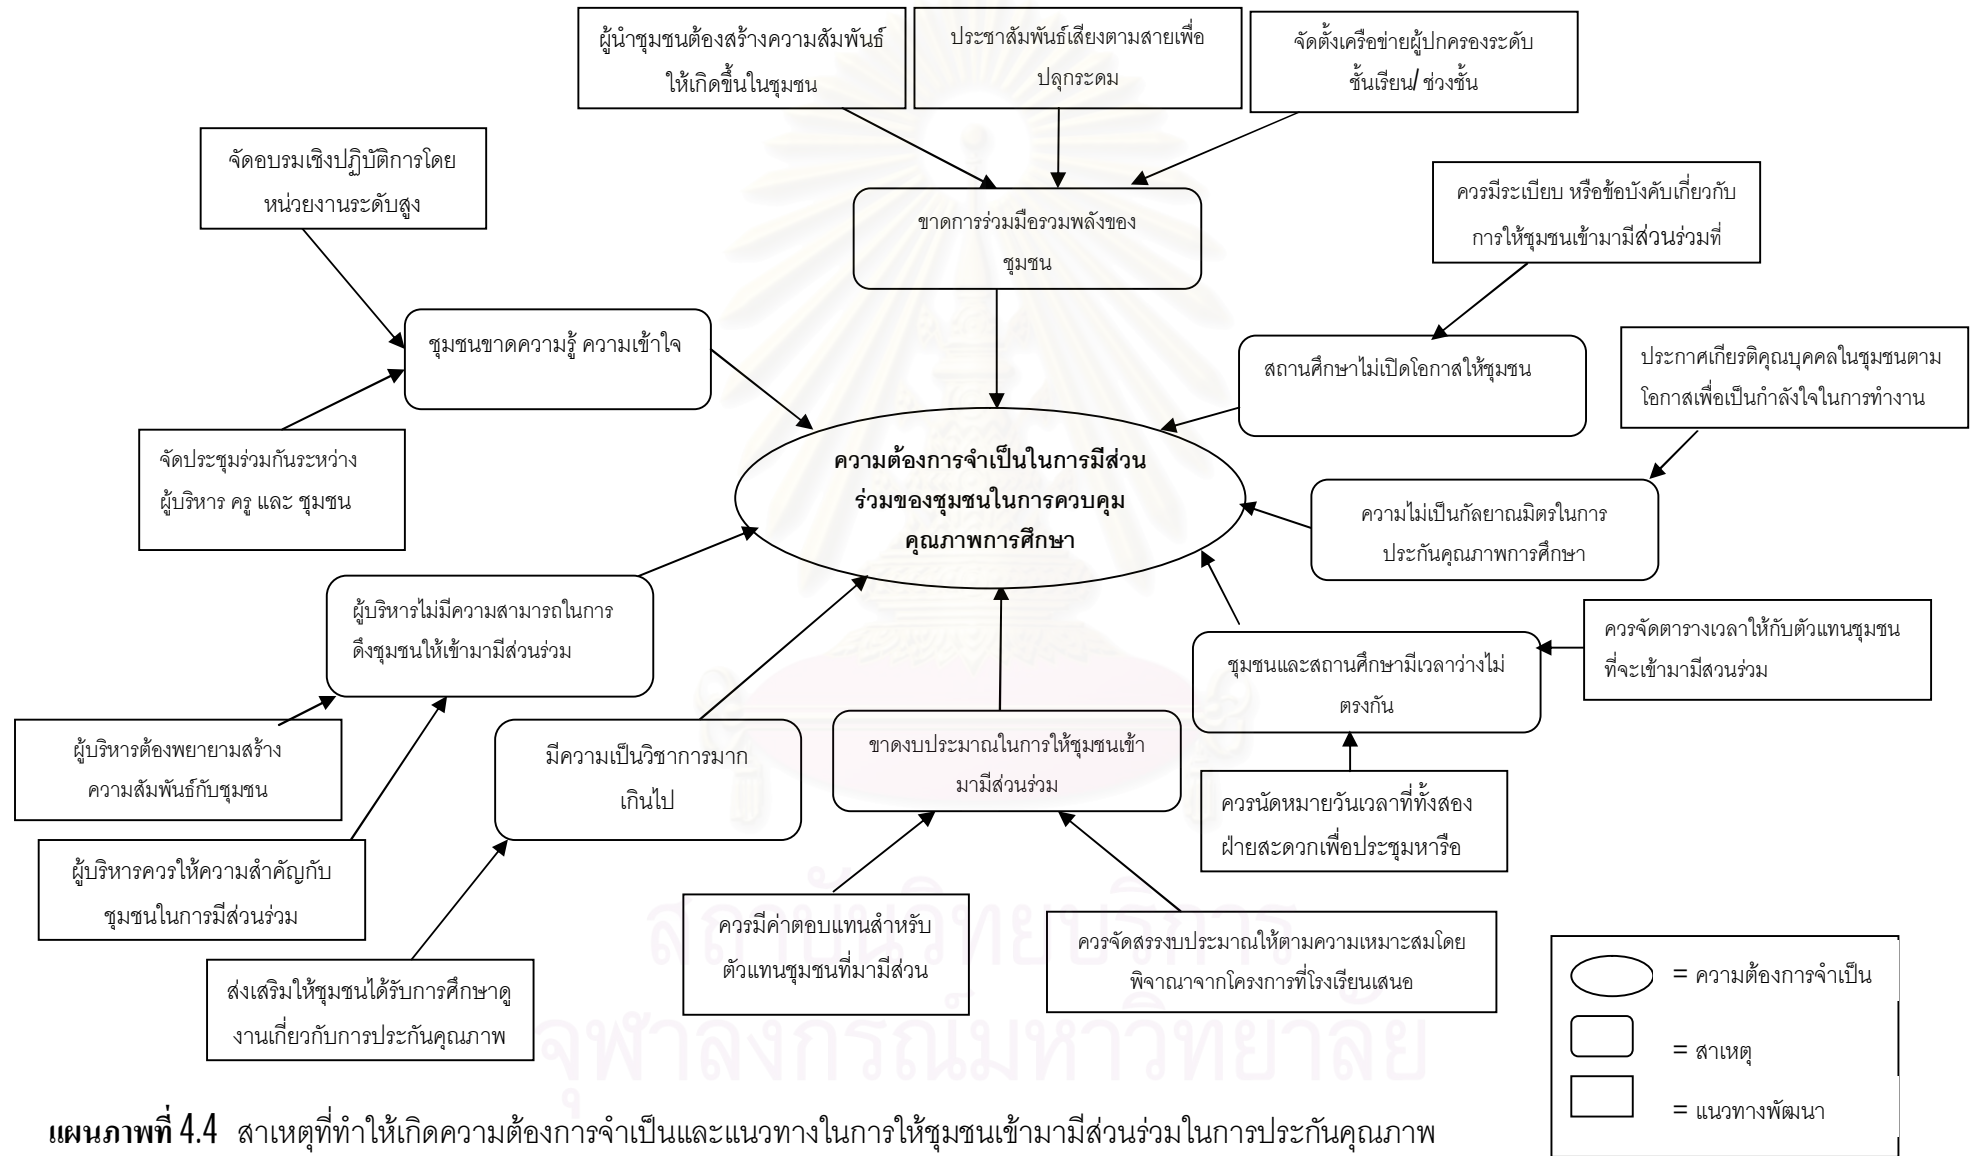 ผู้นำชุมชนต้องสร้างความสัมพันธ์
ให้เกิดขึ้นในชุมชน
ประชาสัมพันธ์เสียงตามสายเพื่อ
ปลุกระดม
จัดตั้งเครือข่ายผู้ปกครองระดับ
ชั้นเรียน/ ช่วงชั้น
จัดอบรมเชิงปฏิบัติการโดย
หน่วยงานระดับสูง
ขาดการร่วมมือรวมพลังของ
ชุมชน
ควรมีระเบียบ หรือข้อบังคับเกี่ยวกับ
การให้ชุมชนเข้ามามีส่วนร่วมที่
ชุมชนขาดความรู้ ความเข้าใจ
สถานศึกษาไม่เปิดโอกาสให้ชุมชน
ประกาศเกียรติคุณบุคคลในชุมชนตาม
โอกาสเพื่อเป็นกำลังใจในการทำงาน
จัดประชุมร่วมกันระหว่าง
ผู้บริหาร ครู และ ชุมชน
ความต้องการจำเป็นในการมีส่วน
ร่วมของชุมชนในการควบคุม
คุณภาพการศึกษา
ความไม่เป็นกัลยาณมิตรในการ
ประกันคุณภาพการศึกษา
ผู้บริหารไม่มีความสามารถในการ
ดึงชุมชนให้เข้ามามีส่วนร่วม
ชุมชนและสถานศึกษามีเวลาว่างไม่
ตรงกัน
ควรจัดตารางเวลาให้กับตัวแทนชุมชน
ที่จะเข้ามามีสวนร่วม
ผู้บริหารต้องพยายามสร้าง
ความสัมพันธ์กับชุมชน
มีความเป็นวิชาการมาก
เกินไป
ขาดงบประมาณในการให้ชุมชนเข้า
มามีส่วนร่วม
ควรนัดหมายวันเวลาที่ทั้งสอง
ฝ่ายสะดวกเพื่อประชุมหารือ
ผู้บริหารควรให้ความสำคัญกับ
ชุมชนในการมีส่วนร่วม
ควรมีค่าตอบแทนสำหรับ
ตัวแทนชุมชนที่มามีส่วน
ควรจัดสรรงบประมาณให้ตามความเหมาะสมโดย
พิจาณาจากโครงการที่โรงเรียนเสนอ
ส่งเสริมให้ชุมชนได้รับการศึกษาดู
งานเกี่ยวกับการประกันคุณภาพ
สถาบันวิทยบริการ
จุฬาลงกรณ์มหาวิทยาลัย
= ความต้องการจำเป็น
= สาเหตุ
= แนวทางพัฒนา
แผนภาพที่ 4.4 สาเหตุที่ทำให้เกิดความต้องการจำเป็นและแนวทางในการให้ชุมชนเข้ามามีส่วนร่วมในการประกันคุณภาพ